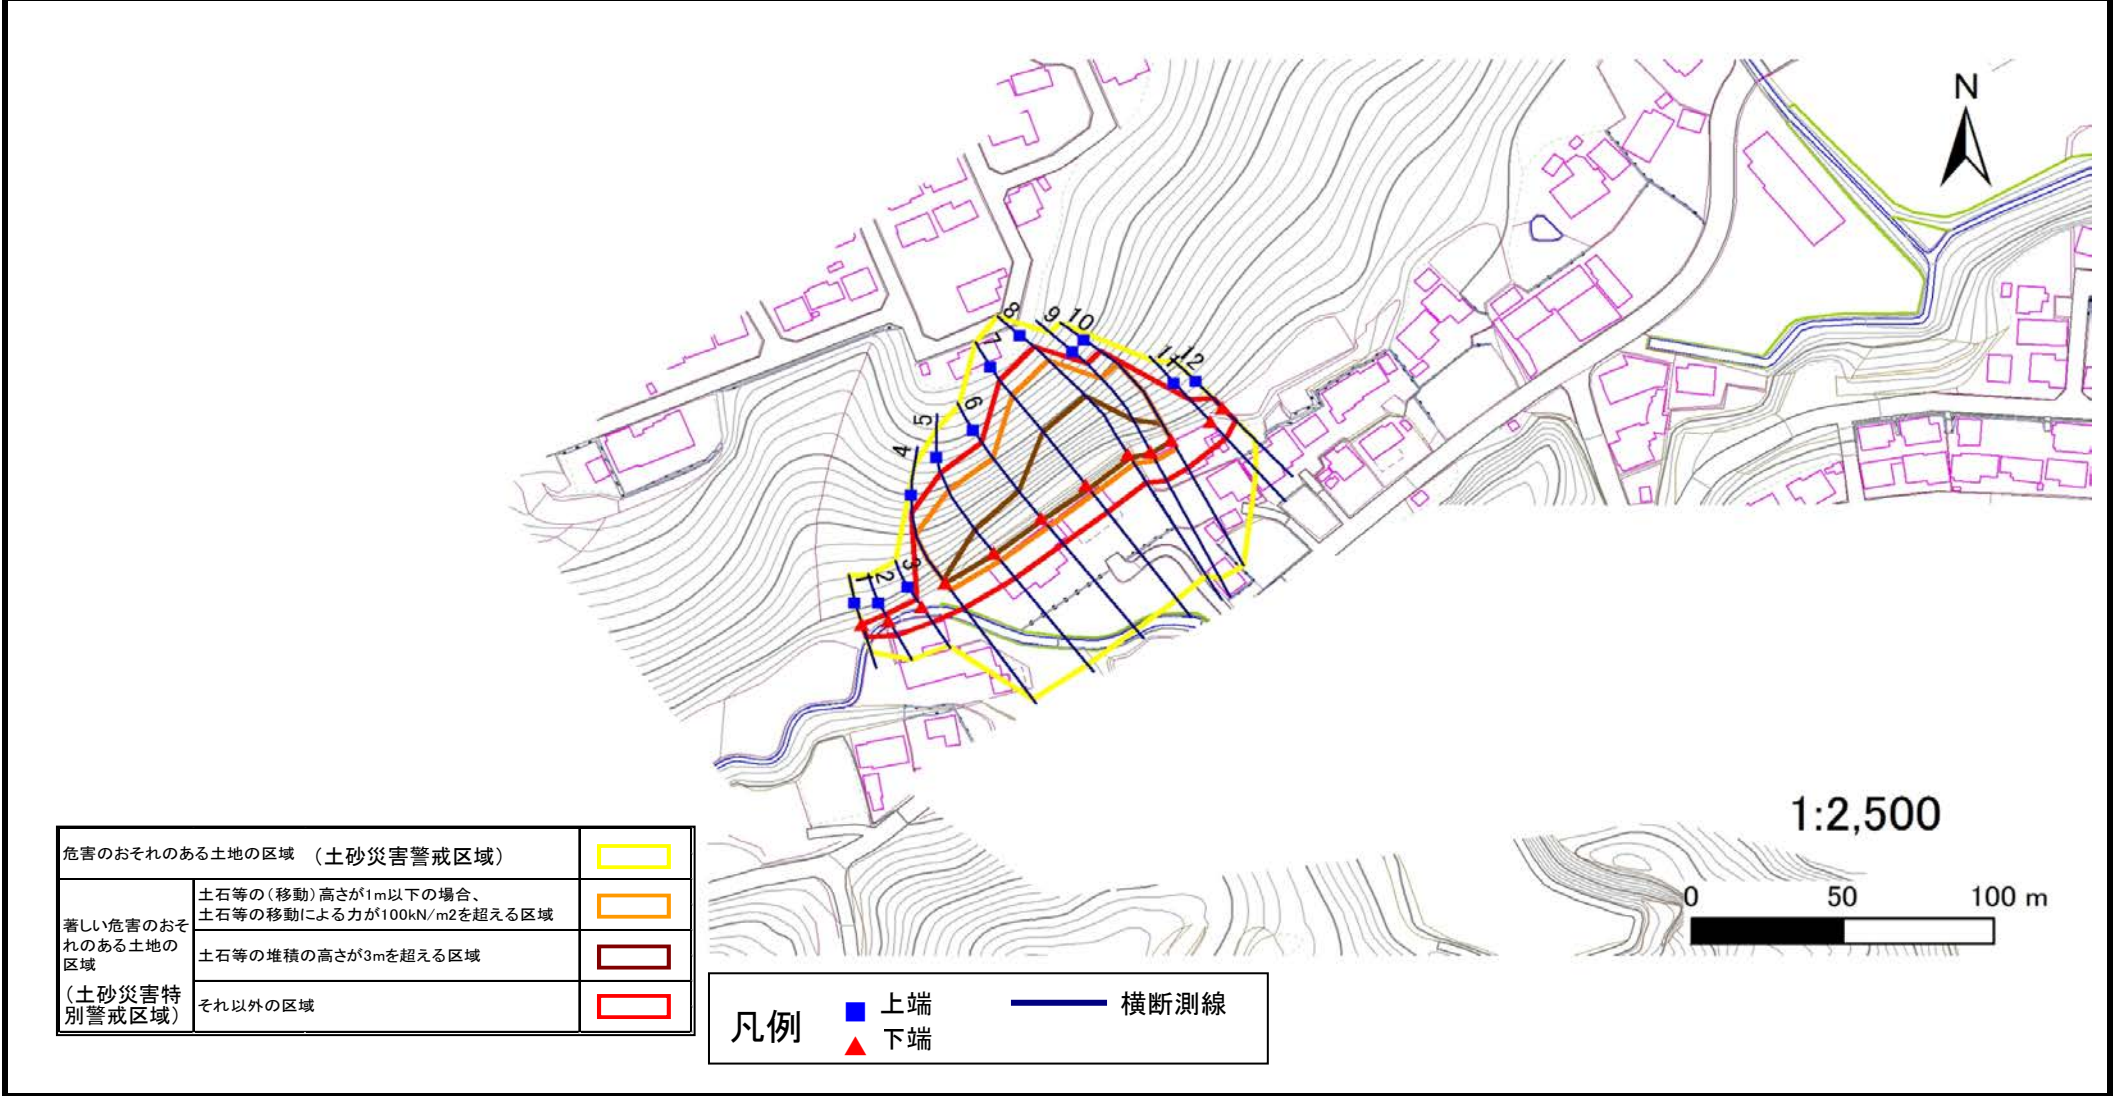 N
8
9
10
7
11
12
6
5
4
3
2
1
1:2,500
0 50 100 m
危害のおそれのある土地の区域 (土砂災害警戒区域)
著しい危害のおそ
れのある土地の
区域
(土砂災害特
別警戒区域)
土石等の(移動)高さが1m以下の場合、
土石等の移動による力が100kN/m2を超える区域
土石等の堆積の高さが3mを超える区域
それ以外の区域
凡例
上端
下端
横断測線